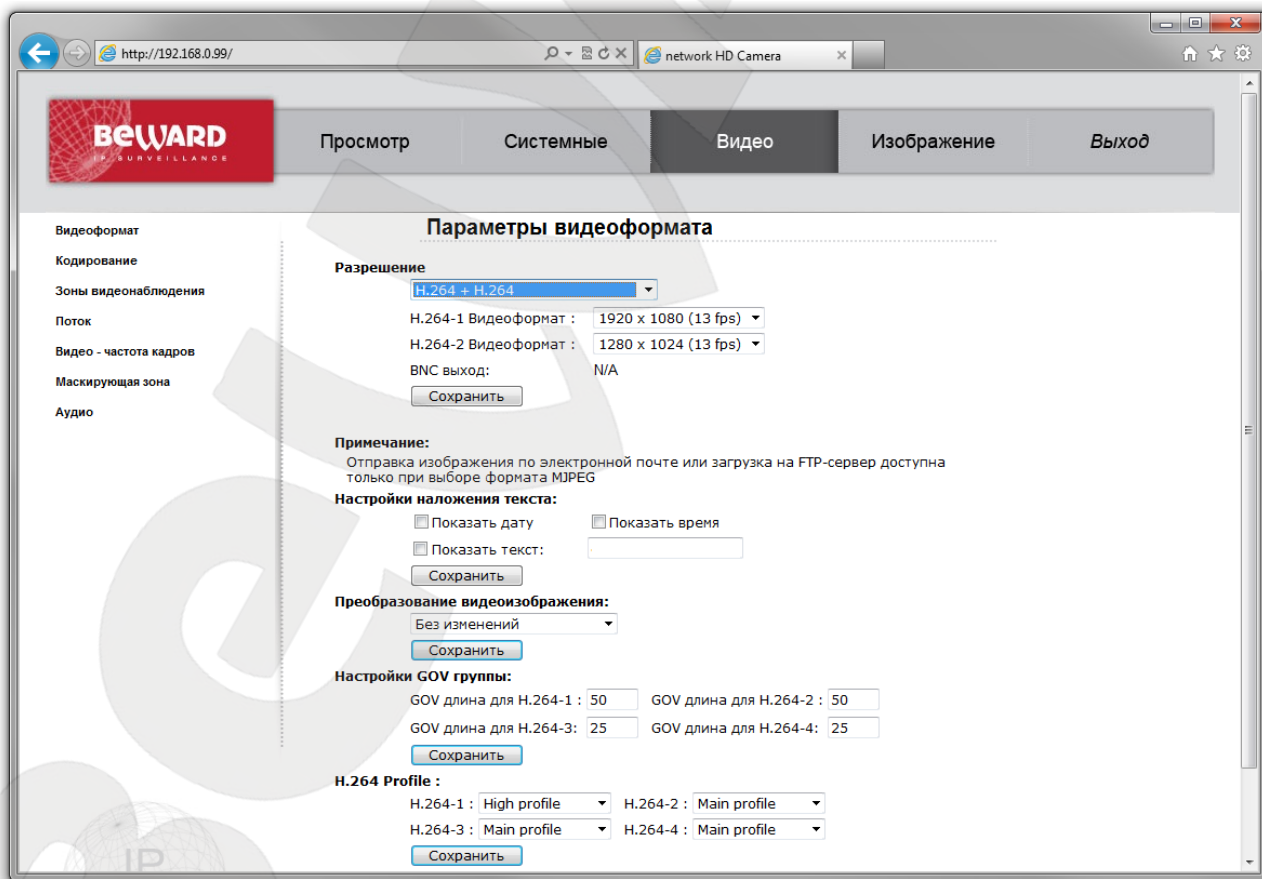 http://192.168.0.99/
network HD Camera
BEWARD
IP SURVEILLANCE
Просмотр Системные Видео Изображение Выход
Видеоформат
Кодирование
Зоны видеонаблюдения
Поток
Видео - частота кадров
Маскирующая зона
Аудио
Параметры видеоформата
Разрешение
H.264 + H.264
H.264-1 Видеоформат : 1920 x 1080 (13 fps)
H.264-2 Видеоформат : 1280 x 1024 (13 fps)
BNC выход: N/A
Сохранить
Примечание:
Отправка изображения по электронной почте или загрузка на FTP-сервер доступна
только при выборе формата MJPEG
Настройки наложения текста:
Показать дату Показать время
Показать текст:
Сохранить
Преобразование видеоизображения:
Без изменений
Сохранить
Настройки GOV группы:
GOV длина для H.264-1 : 50 GOV длина для H.264-2 : 50
GOV длина для H.264-3: 25 GOV длина для H.264-4: 25
Сохранить
H.264 Profile :
H.264-1 : High profile H.264-2 : Main profile
H.264-3 : Main profile H.264-4 : Main profile
Сохранить
IP